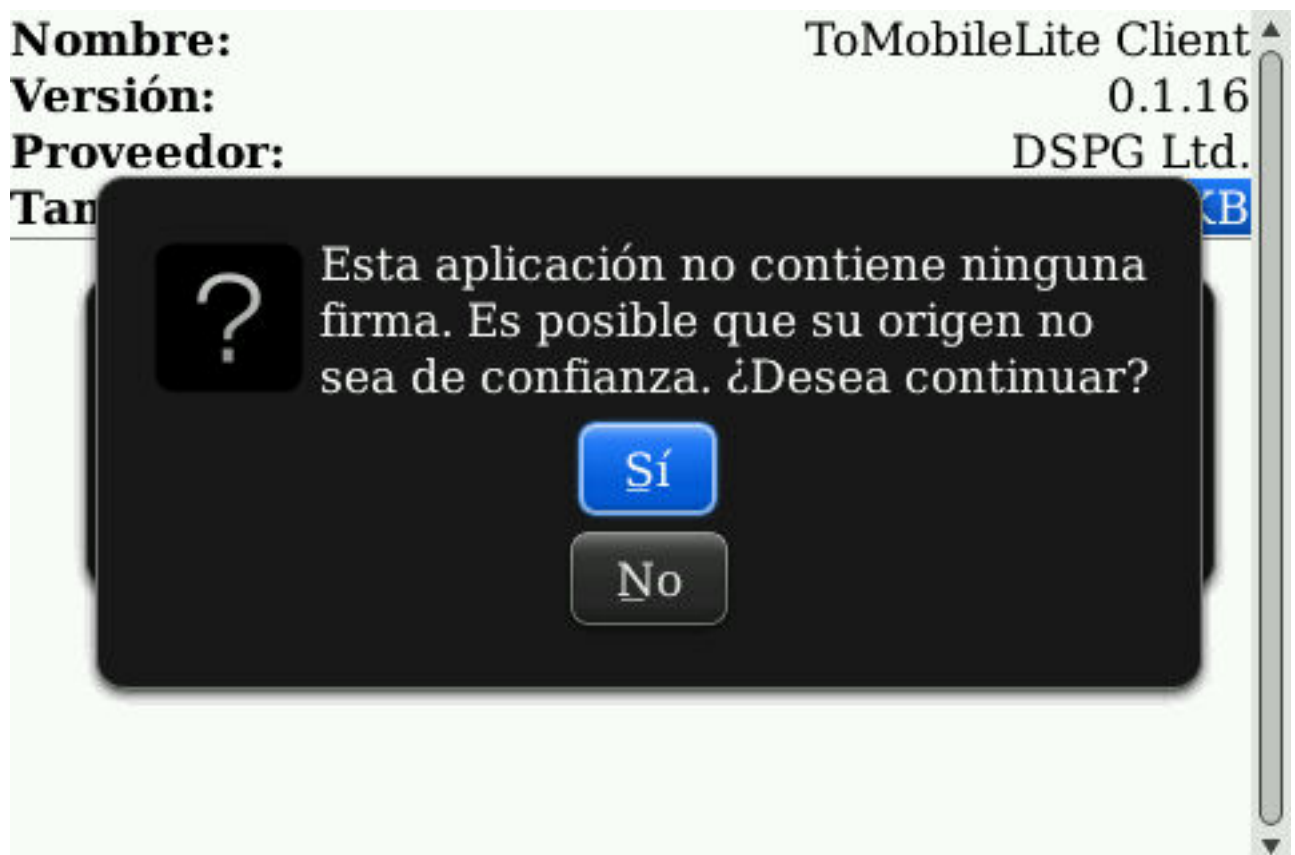 Nombre: ToMobileLite Client
Versión: 0.1.16
Proveedor: DSPG Ltd.
Esta aplicación no contiene ninguna
firma. Es posible que su origen no
sea de confianza. ¿Desea continuar?
Sí
No